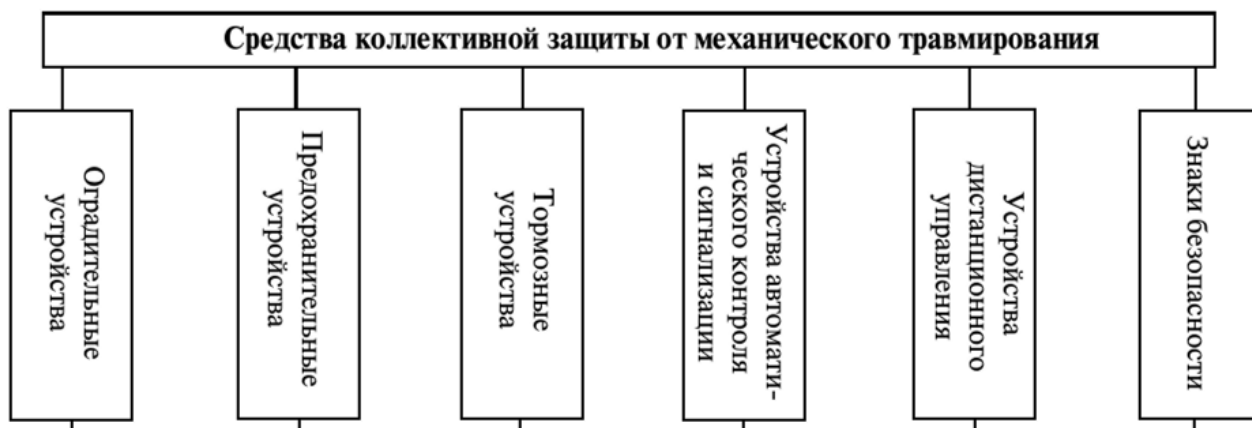 Средства коллективной защиты от механического травмирования
Оградительные
устройства
Предохранительные
устройства
Тормозные
устройства
Устройства автомати-
ческого контроля
и сигнализации
Устройства
дистанционного
управления
Знаки безопасности